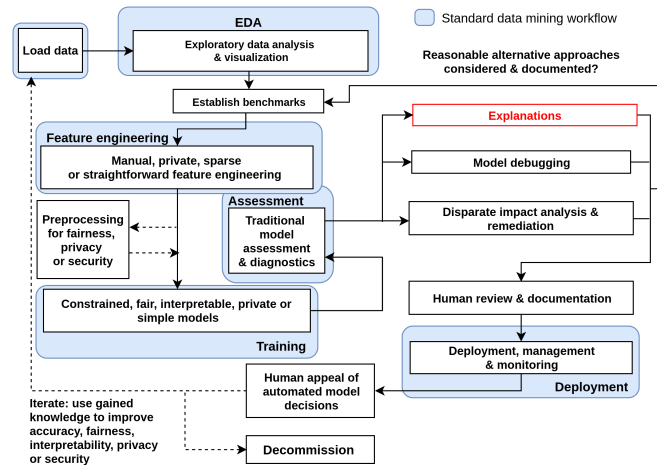 EDA
Standard data mining workflow
Load data
Exploratory data analysis
& visualization
Reasonable alternative approaches
considered & documented?
Establish benchmarks
Explanations
Feature engineering
Manual, private, sparse
or straightforward feature engineering
Model debugging
Assessment
Traditional
model
assessment
& diagnostics
Preprocessing
for fairness,
privacy
or security
Disparate impact analysis &
remediation
Constrained, fair, interpretable, private or
simple models
Training
Human review & documentation
Deployment, management
& monitoring
Deployment
Human appeal of
automated model
decisions
Iterate: use gained
knowledge to improve
accuracy, fairness,
interpretability, privacy
or security
Decommission